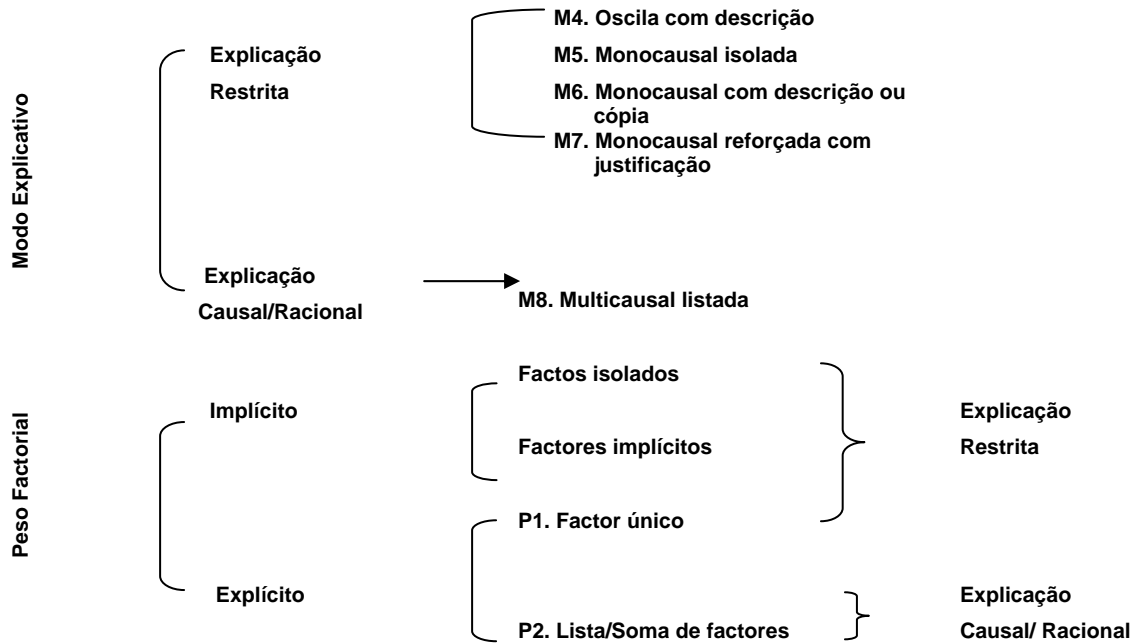 Modo Explicativo
Explicação
Restrita
M4. Oscila com descrição
M5. Monocausal isolada
M6. Monocausal com descrição ou
cópia
M7. Monocausal reforçada com
justificação
Explicação
Causal/Racional
M8. Multicausal listada
Peso Factorial
Implícito
Factos isolados
Factores implícitos
Explicação
Restrita
P1. Factor único
Explícito
P2. Lista/Soma de factores
Explicação
Causal/ Racional